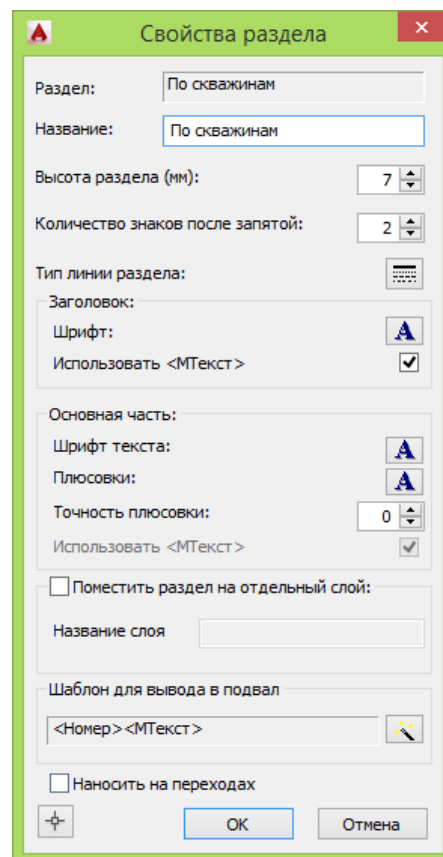 Свойства раздела
Раздел: По скважинам
Название: По скважинам
Высота раздела (мм): 7
Количество знаков после запятой: 2
Тип линии раздела:
Заголовок:
Шрифт: A
Использовать <МТекст>
Основная часть:
Шрифт текста: A
Плюсовки: A
Точность плюсовки: 0
Использовать <МТекст>
Поместить раздел на отдельный слой:
Название слоя
Шаблон для вывода в подвал
<Номер><МТекст>
Наносить на переходах
ОК Отмена